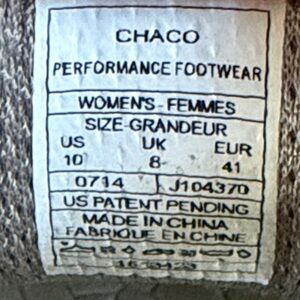 CHACO
PERFORMANCE FOOTWEAR
WOMEN'S - FEMMES
SIZE-GRANDEUR
US UK EUR
10 8 41
0714 J104370
US PATENT PENDING
MADE IN CHINA
FABRIQUE EN CHINE